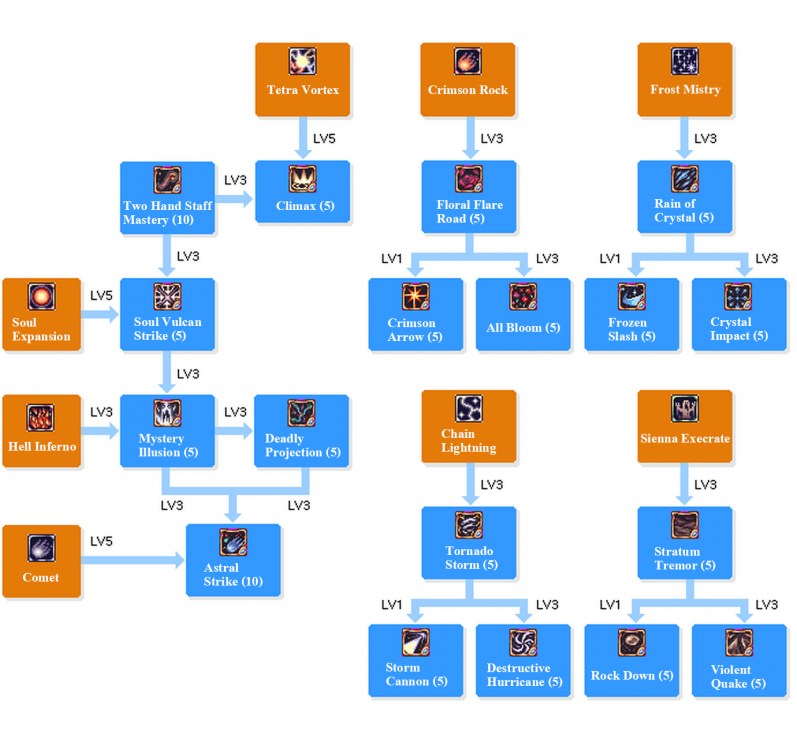 Tetra Vortex
Crimson Rock
Frost Mistry
LV5
LV3
LV3
Two Hand Staff
Mastery (10)
LV3
Climax (5)
Floral Flare
Road (5)
Rain of
Crystal (5)
LV3
LV1
LV3
LV1
LV3
Soul
Expansion
LV5
Soul Vulcan
Strike (5)
Crimson
Arrow (5)
All Bloom (5)
Frozen
Slash (5)
Crystal
Impact (5)
LV3
Hell Inferno
LV3
Mystery
Illusion (5)
LV3
Deadly
Projection (5)
Chain
Lightning
Sienna Execrate
LV3
LV3
LV3
LV3
Comet
LV5
Astral
Strike (10)
Tornado
Storm (5)
Stratum
Tremor (5)
LV1
LV3
LV1
LV3
Storm
Cannon (5)
Destructive
Hurricane (5)
Rock Down (5)
Violent
Quake (5)